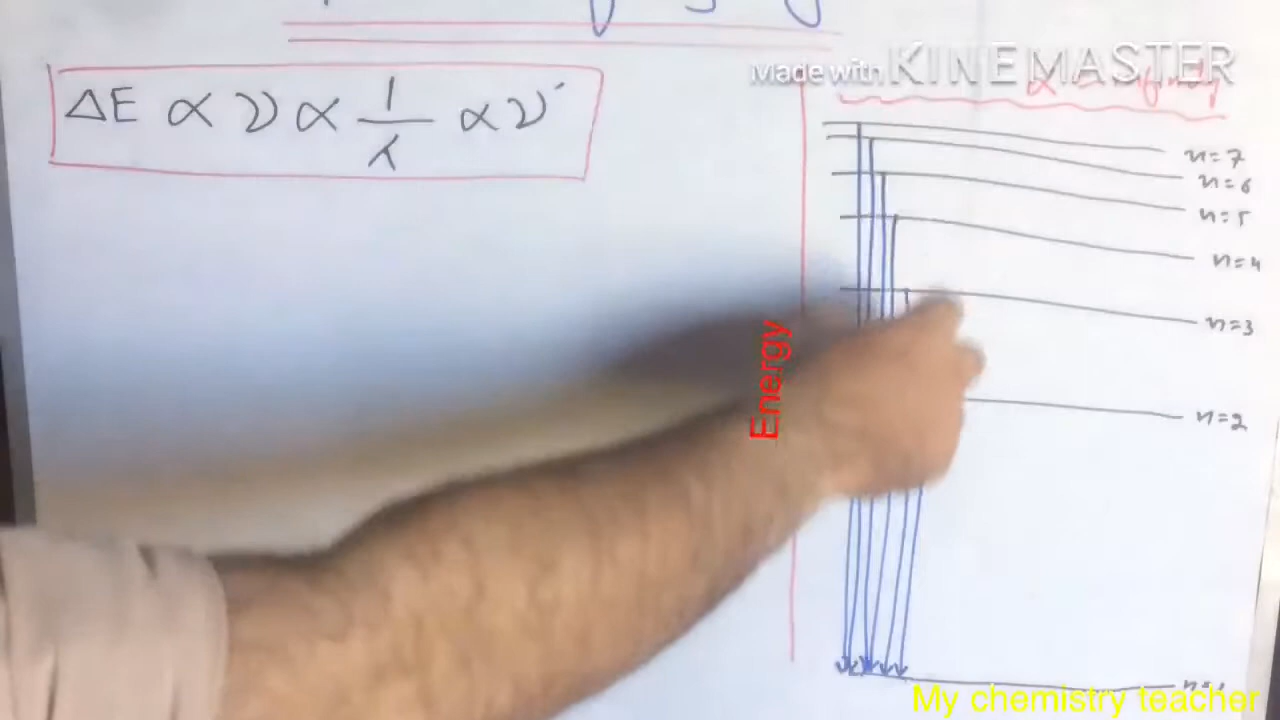 Made with KINEMASTER
ΔE ∝ ν ∝ 1/λ ∝ ν̄
n=7
n=6
n=5
n=4
n=3
Energy
n=2
My chemistry teacher